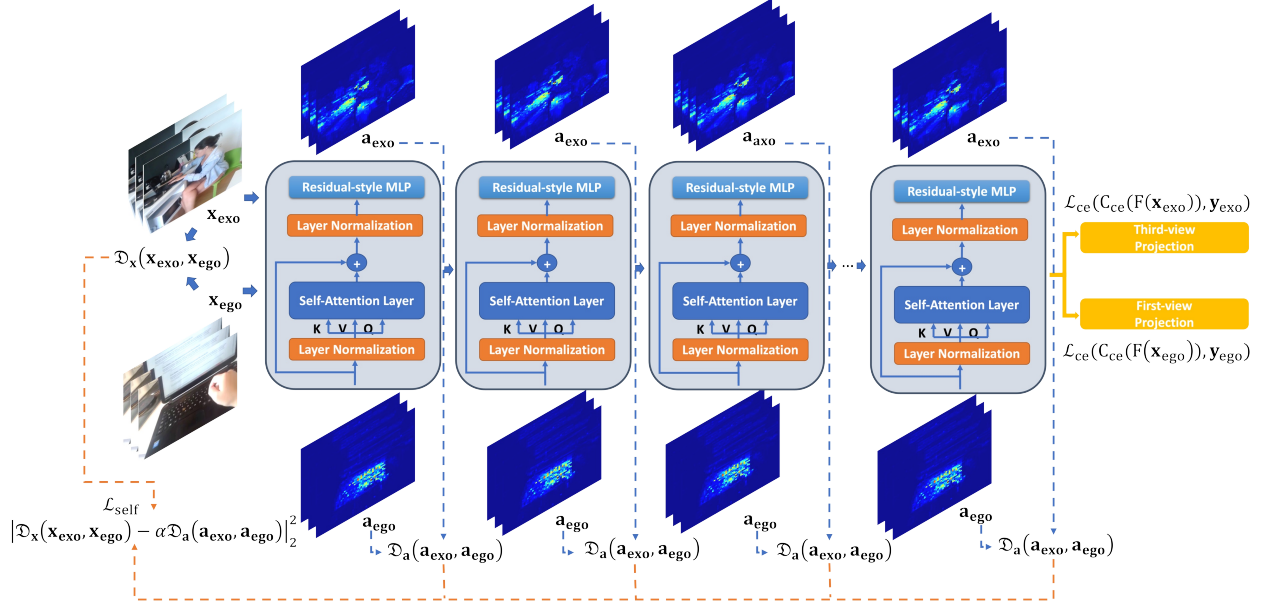 a_exo
a_exo
a_axo
a_exo
x_exo
𝔇_x(x_exo, x_ego)
x_ego
Residual-style MLP
Layer Normalization
+
Self-Attention Layer
K V Q
Layer Normalization
Residual-style MLP
Layer Normalization
+
Self-Attention Layer
K V Q
Layer Normalization
Residual-style MLP
Layer Normalization
+
Self-Attention Layer
K V Q
Layer Normalization
...
Residual-style MLP
Layer Normalization
+
Self-Attention Layer
K V Q
Layer Normalization
ℒ_ce(C_ce(F(x_exo)), y_exo)
Third-view
Projection
First-view
Projection
ℒ_ce(C_ce(F(x_ego)), y_ego)
ℒ_self
|𝔇_x(x_exo, x_ego) − α𝔇_a(a_exo, a_ego)|₂²
a_ego
𝔇_a(a_exo, a_ego)
a_ego
𝔇_a(a_exo, a_ego)
a_ego
𝔇_a(a_exo, a_ego)
a_ego
𝔇_a(a_exo, a_ego)